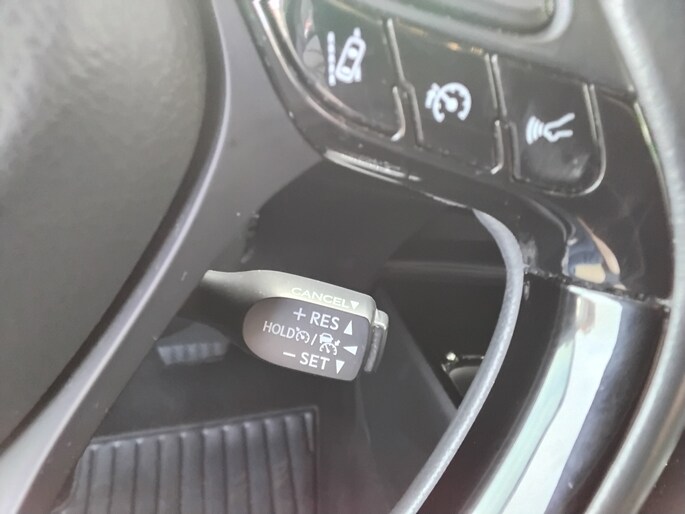 CANCEL▼
+ RES ▲
HOLD / ◀
− SET ▼